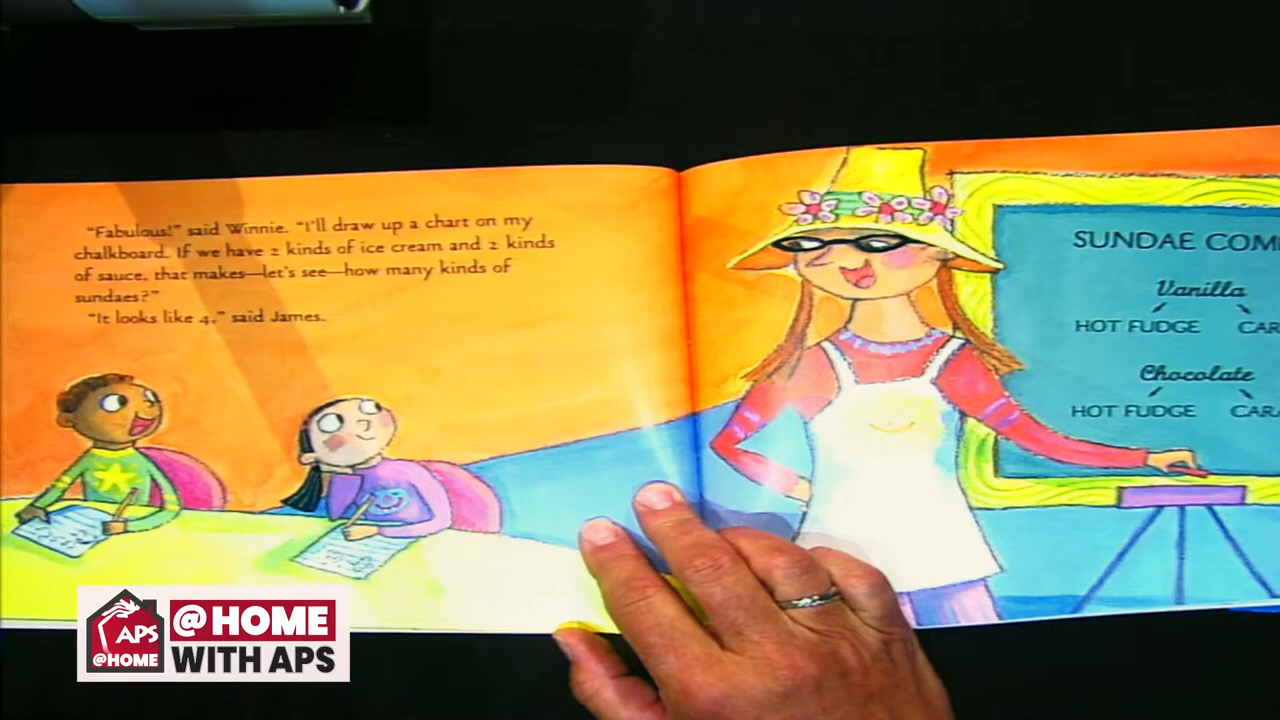 "Fabulous!" said Winnie. "I'll draw up a chart on my
chalkboard. If we have 2 kinds of ice cream and 2 kinds
of sauce, that makes—let's see—how many kinds of
sundaes?"
"It looks like 4," said James.
SUNDAE COM
Vanilla
HOT FUDGE CAR
Chocolate
HOT FUDGE CAR
APS
@HOME
@HOME
WITH APS